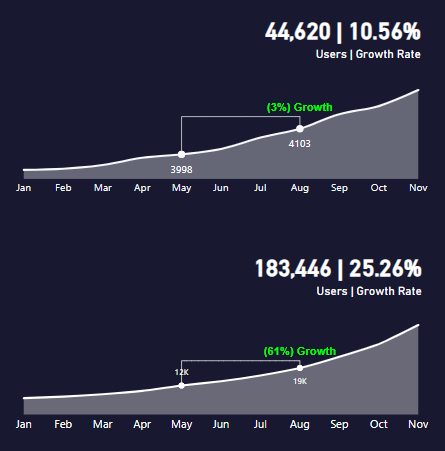 44,620 | 10.56%
Users | Growth Rate
(3%) Growth
4103
3998
Jan Feb Mar Apr May Jun Jul Aug Sep Oct Nov
183,446 | 25.26%
Users | Growth Rate
(61%) Growth
12K
19K
Jan Feb Mar Apr May Jun Jul Aug Sep Oct Nov